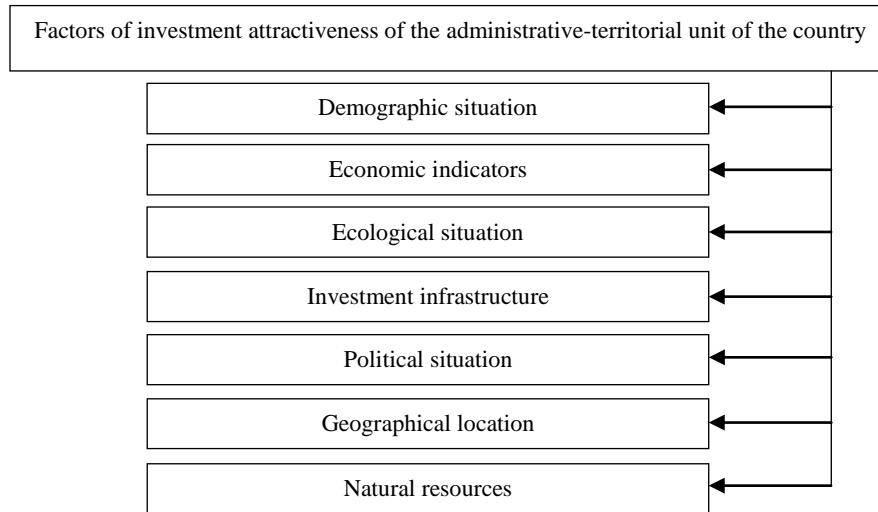 Factors of investment attractiveness of the administrative-territorial unit of the country
Demographic situation
Economic indicators
Ecological situation
Investment infrastructure
Political situation
Geographical location
Natural resources